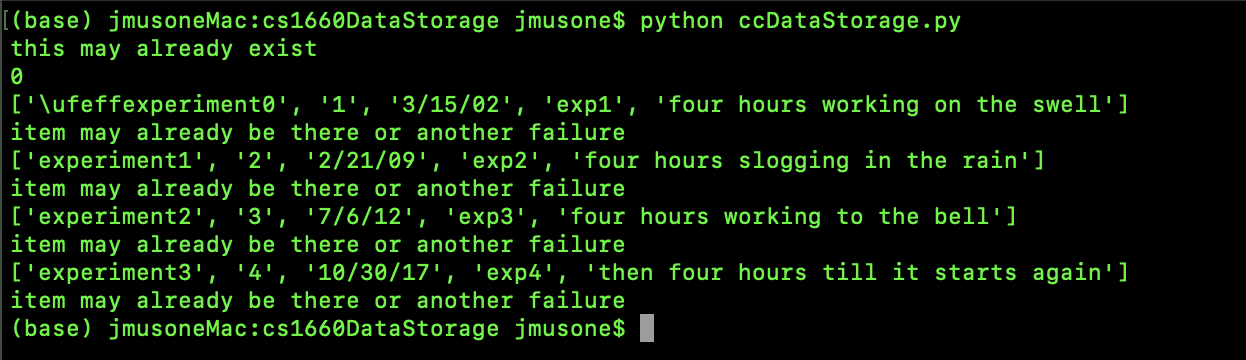 (base) jmusoneMac:cs1660DataStorage jmusone$ python ccDataStorage.py
this may already exist
0
['\ufeffexperiment0', '1', '3/15/02', 'exp1', 'four hours working on the swell']
item may already be there or another failure
['experiment1', '2', '2/21/09', 'exp2', 'four hours slogging in the rain']
item may already be there or another failure
['experiment2', '3', '7/6/12', 'exp3', 'four hours working to the bell']
item may already be there or another failure
['experiment3', '4', '10/30/17', 'exp4', 'then four hours till it starts again']
item may already be there or another failure
(base) jmusoneMac:cs1660DataStorage jmusone$